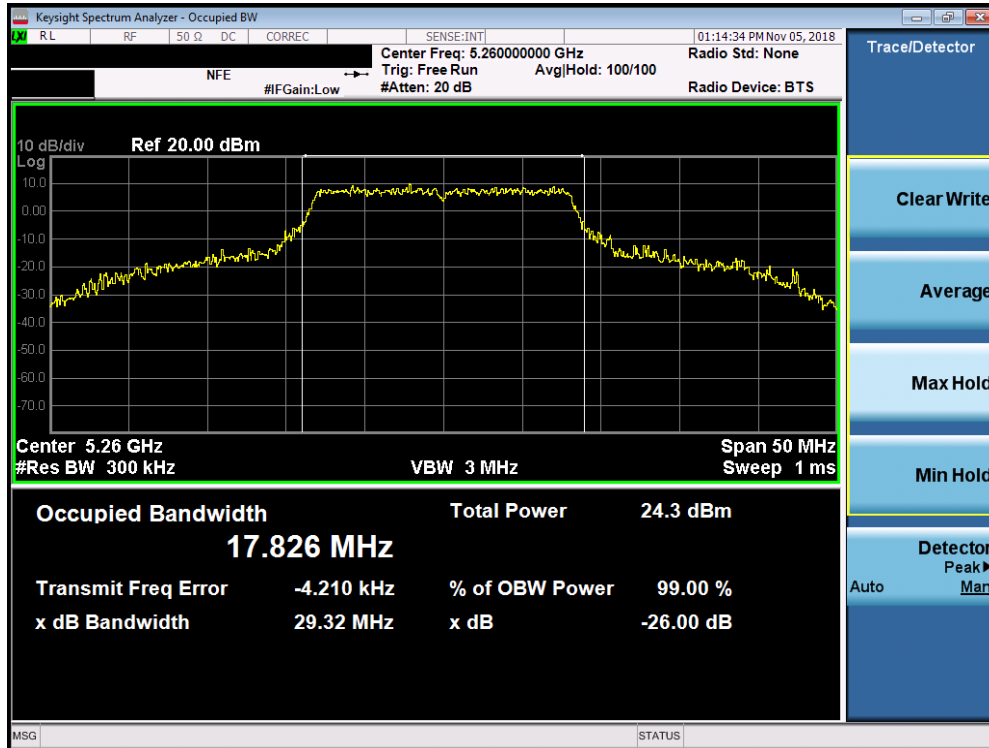 Keysight Spectrum Analyzer - Occupied BW
LXI RL RF 50 Ω DC CORREC SENSE:INT 01:14:34 PM Nov 05, 2018
Center Freq: 5.260000000 GHz Radio Std: None
NFE Trig: Free Run Avg|Hold: 100/100
#IFGain:Low #Atten: 20 dB Radio Device: BTS
10 dB/div Ref 20.00 dBm
Log
10.0
0.00
-10.0
-20.0
-30.0
-40.0
-50.0
-60.0
-70.0
Center 5.26 GHz Span 50 MHz
#Res BW 300 kHz VBW 3 MHz Sweep 1 ms
Occupied Bandwidth Total Power 24.3 dBm
17.826 MHz
Transmit Freq Error -4.210 kHz % of OBW Power 99.00 %
x dB Bandwidth 29.32 MHz x dB -26.00 dB
MSG STATUS
Trace/Detector
Clear Write
Average
Max Hold
Min Hold
Detector
Peak▶
Auto Man